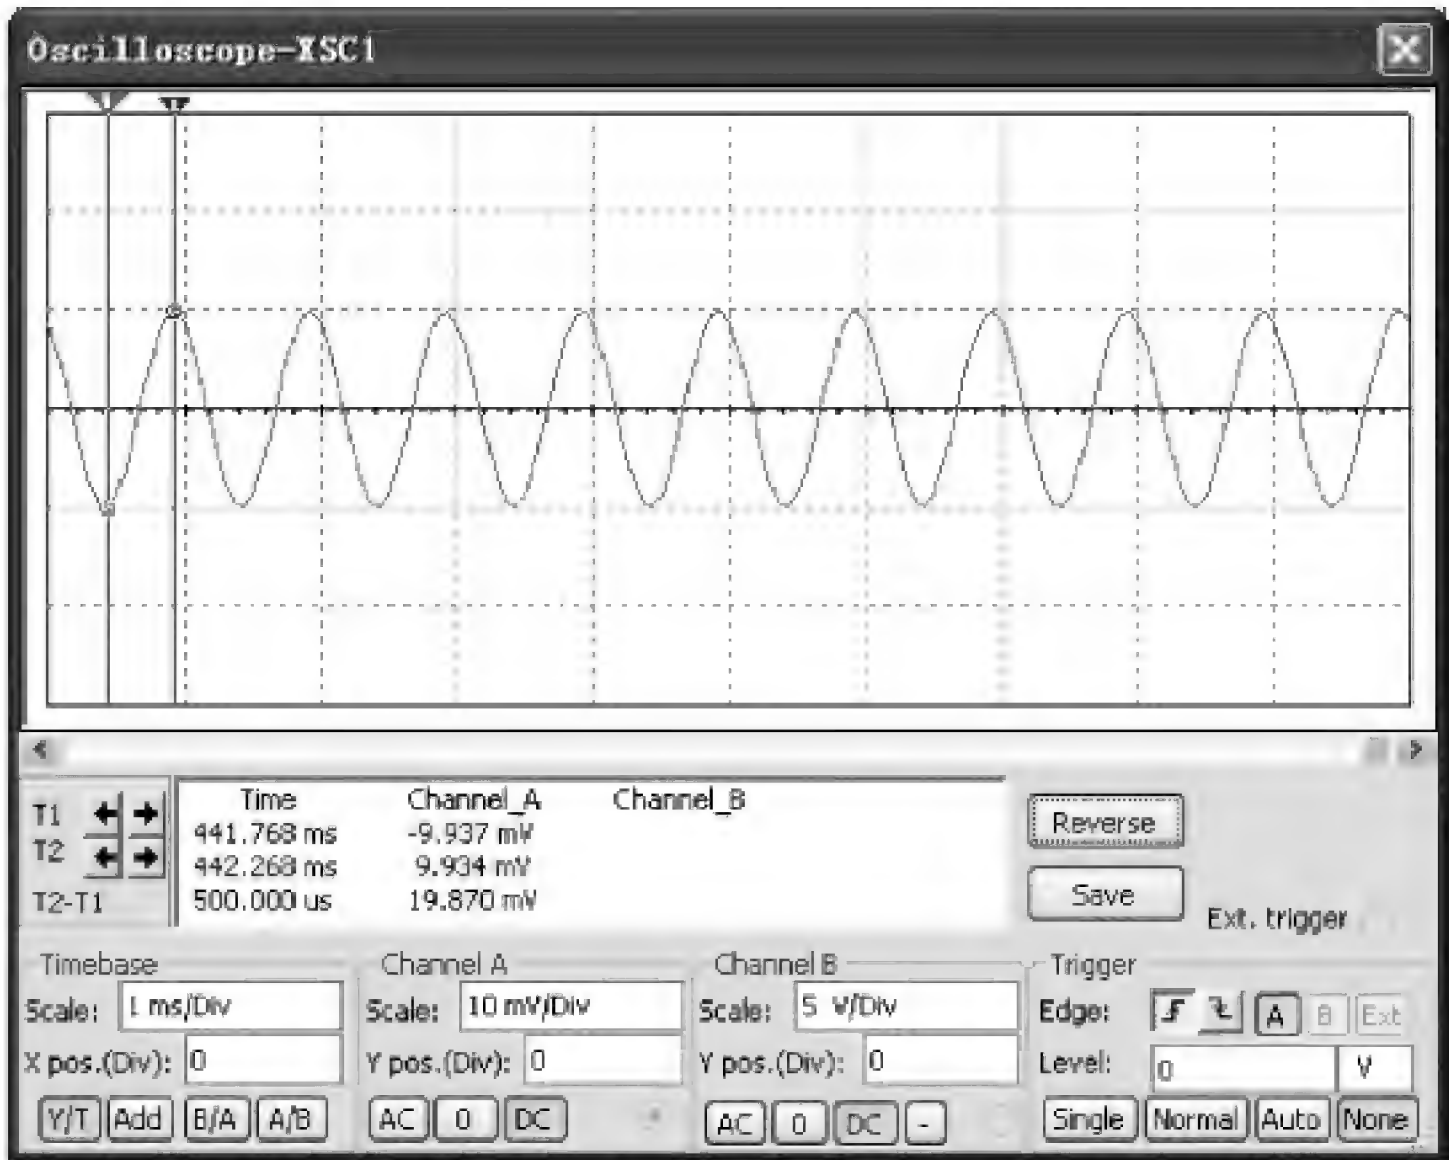 Oscilloscope-XSC1
Time Channel_A Channel_B
T1 441.768 ms -9.937 mV
T2 442.268 ms 9.934 mV
T2-T1 500.000 us 19.870 mV
Reverse
Save
Ext. trigger
Timebase
Scale: 1 ms/Div
X pos.(Div): 0
Y/T Add B/A A/B
Channel A
Scale: 10 mV/Div
Y pos.(Div): 0
AC 0 DC
Channel B
Scale: 5 V/Div
Y pos.(Div): 0
AC 0 DC -
Trigger
Edge: A B Ext
Level: 0 V
Single Normal Auto None